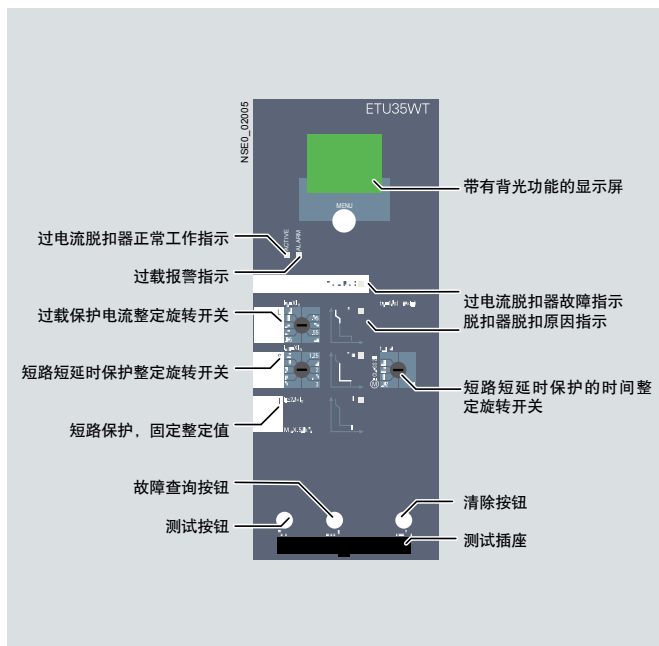 ETU35WT
NSE0_02005
带有背光功能的显示屏
MENU
ACTIVE
ALARM
过电流脱扣器正常工作指示
过载报警指示
过电流脱扣器故障指示
脱扣器脱扣原因指示
过载保护电流整定旋转开关
短路短延时保护整定旋转开关
短路短延时保护的时间整
定旋转开关
短路保护，固定整定值
故障查询按钮
清除按钮
测试按钮
测试插座